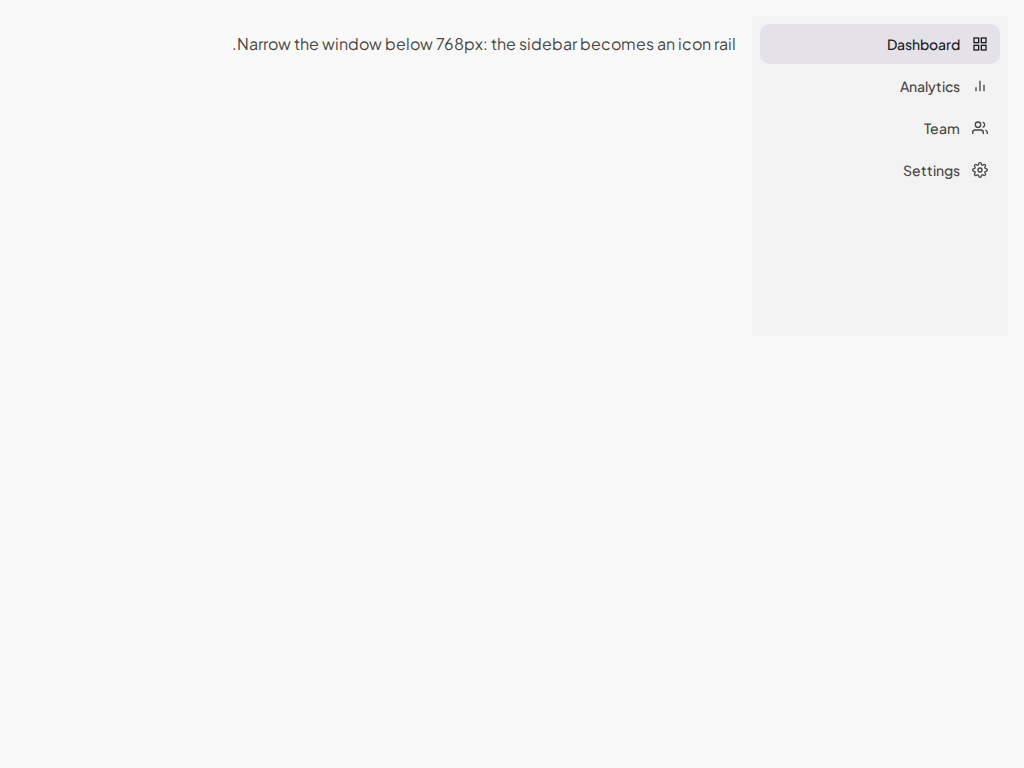 Dashboard
Analytics
Team
Settings
Narrow the window below 768px: the sidebar becomes an icon rail.